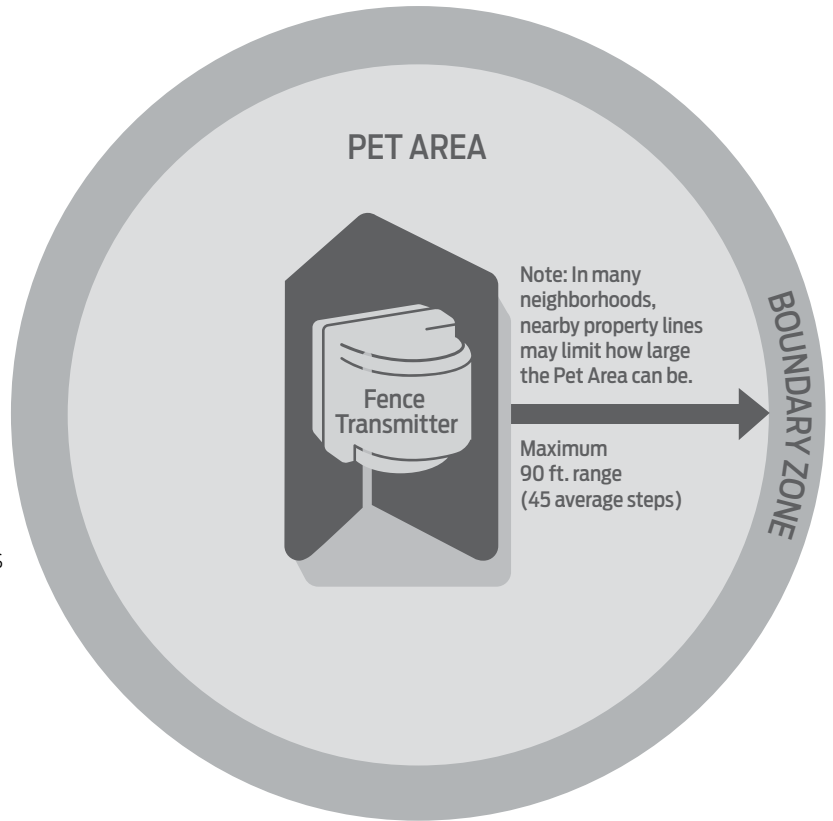 PET AREA
Note: In many
neighborhoods,
nearby property lines
may limit how large
the Pet Area can be.
Fence
Transmitter
Maximum
90 ft. range
(45 average steps)
BOUNDARY ZONE